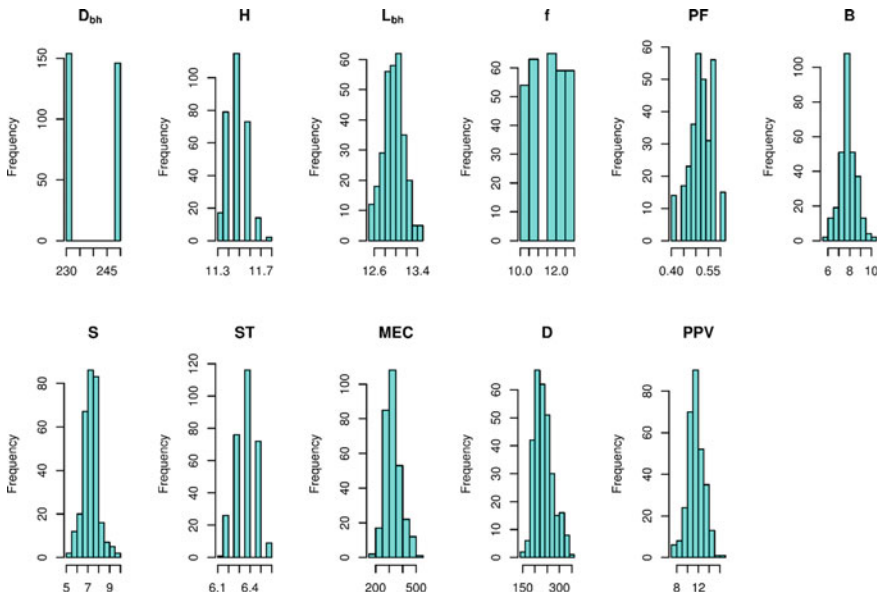 D_bh
Frequency
0 50 100 150
230 245
H
Frequency
0 20 40 60 80 100
11.3 11.7
L_bh
Frequency
0 10 20 30 40 50 60
12.6 13.4
f
Frequency
0 10 20 30 40 50 60
10.0 12.0
PF
Frequency
0 10 20 30 40 50 60
0.40 0.55
B
Frequency
0 20 40 60 80 100
6 8 10
S
Frequency
0 20 40 60 80
5 7 9
ST
Frequency
0 20 40 60 80 100 120
6.1 6.4
MEC
Frequency
0 20 40 60 80 100
200 500
D
Frequency
0 10 20 30 40 50 60
150 300
PPV
Frequency
0 20 40 60 80
8 12